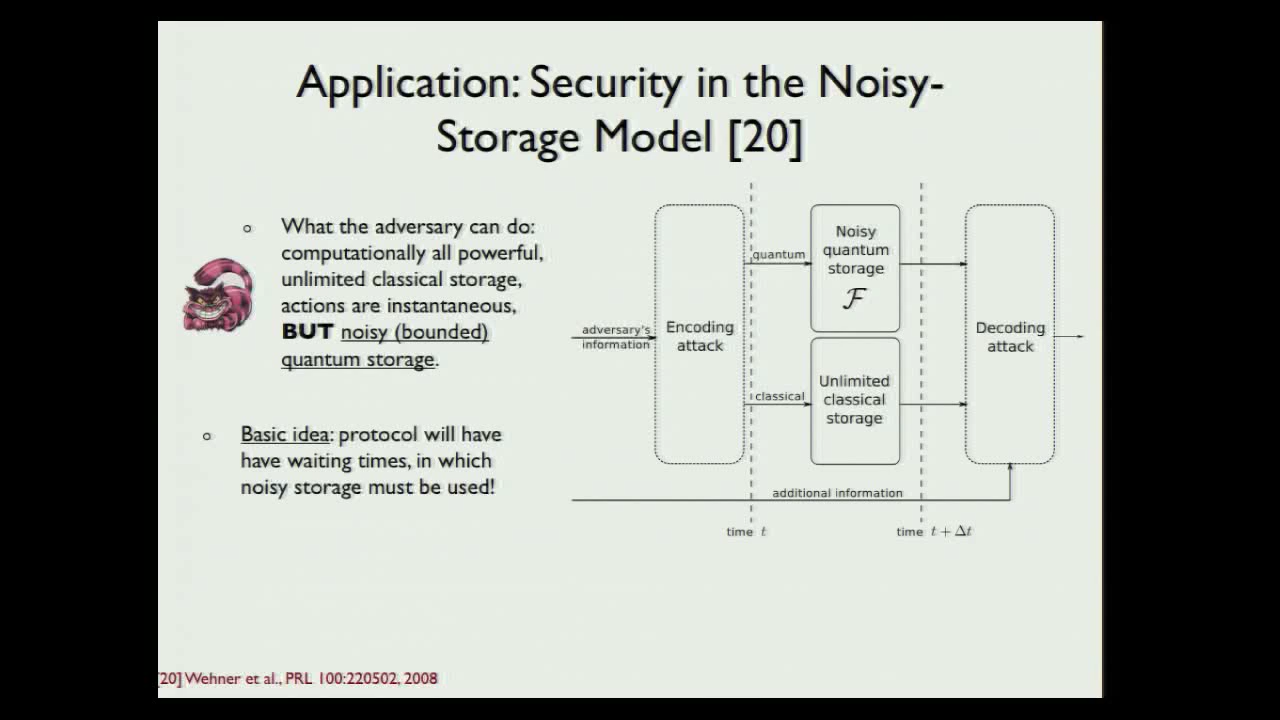 Application: Security in the Noisy-
Storage Model [20]
What the adversary can do:
computationally all powerful,
unlimited classical storage,
actions are instantaneous,
BUT noisy (bounded)
quantum storage.
Basic idea: protocol will have
have waiting times, in which
noisy storage must be used!
adversary's
information
Encoding
attack
quantum
Noisy
quantum
storage
ℱ
classical
Unlimited
classical
storage
Decoding
attack
additional information
time t
time t + Δt
[20] Wehner et al., PRL 100:220502, 2008